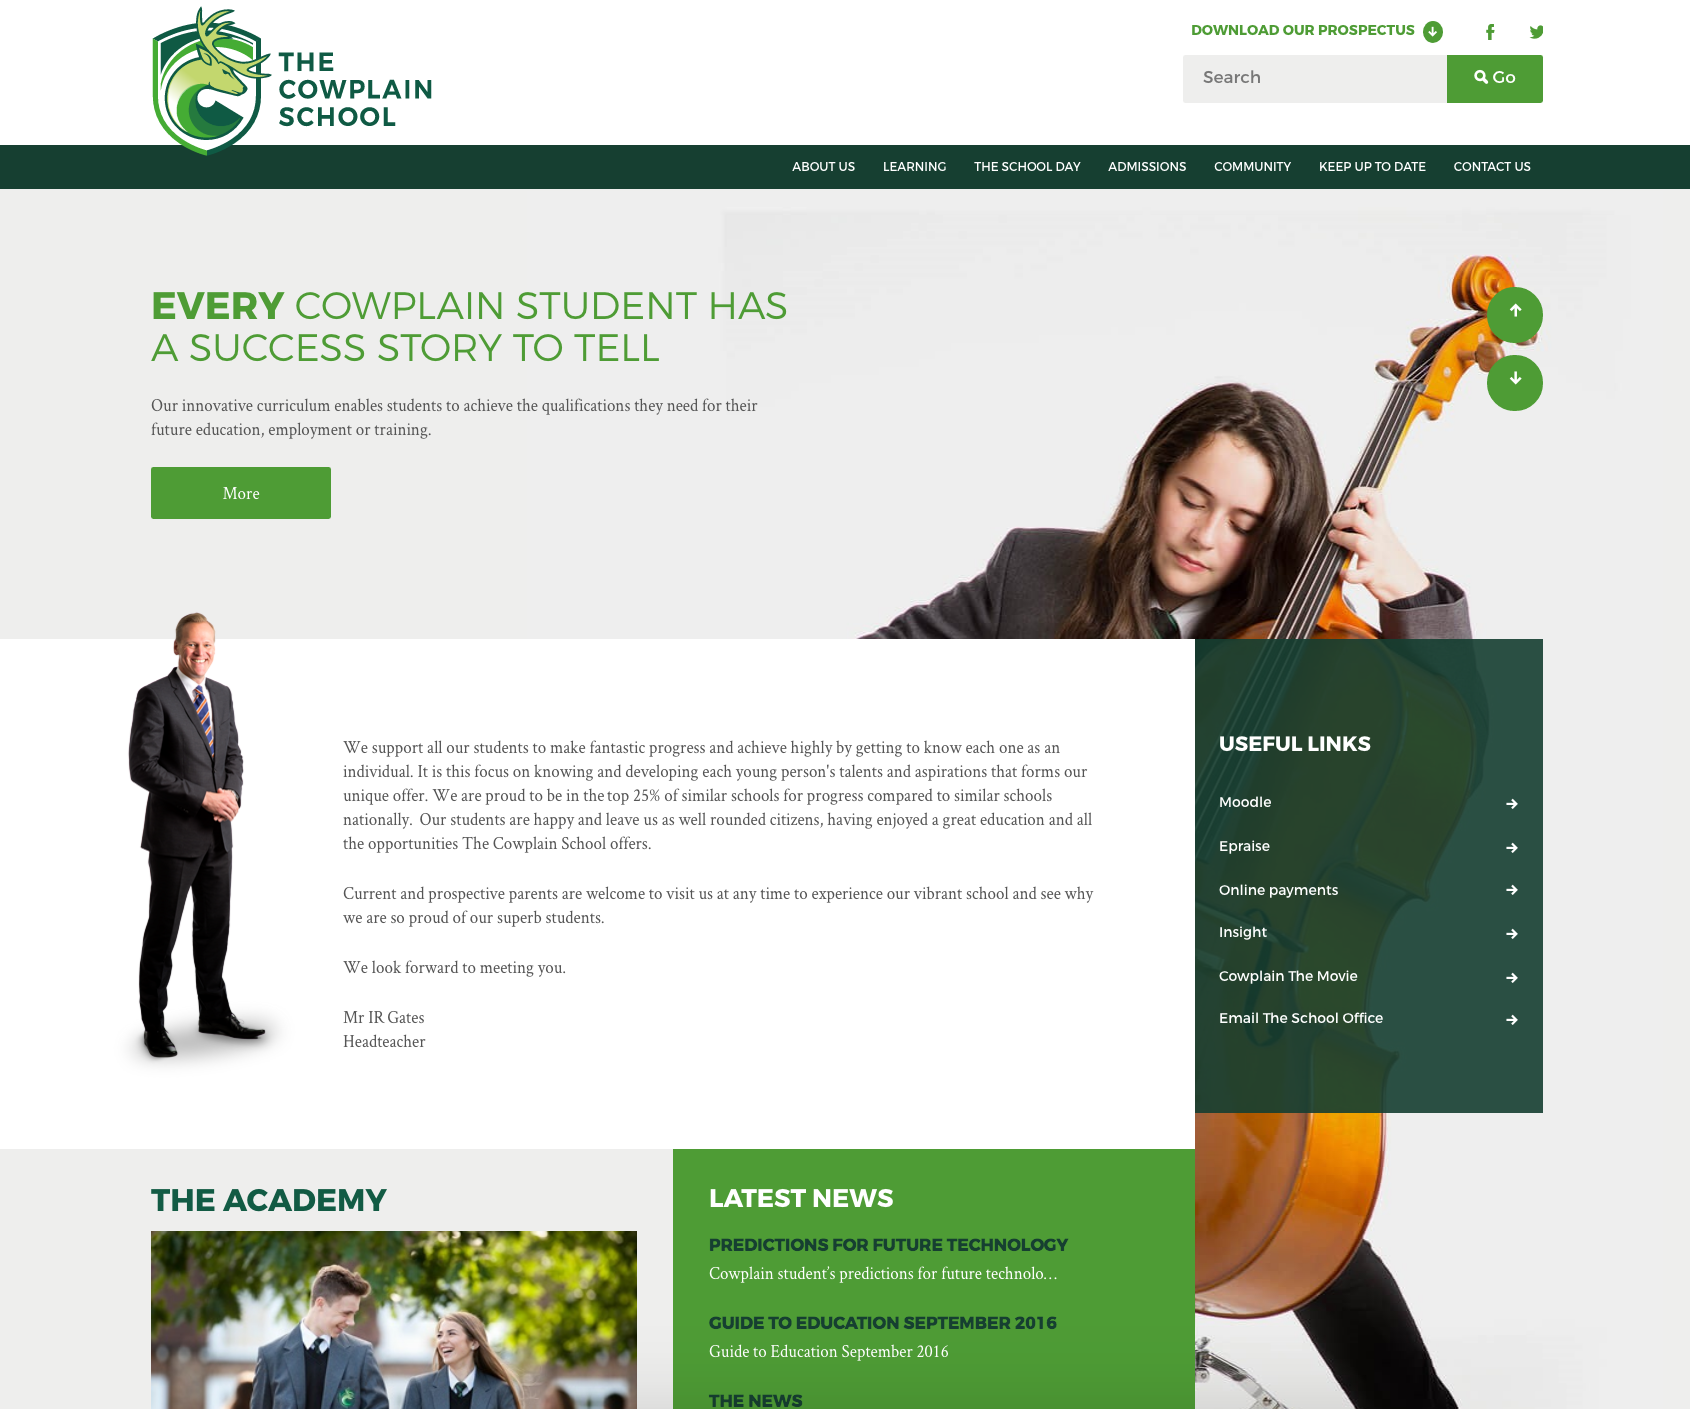 THE
COWPLAIN
SCHOOL
DOWNLOAD OUR PROSPECTUS
Search
Go
ABOUT US LEARNING THE SCHOOL DAY ADMISSIONS COMMUNITY KEEP UP TO DATE CONTACT US
EVERY COWPLAIN STUDENT HAS
A SUCCESS STORY TO TELL
Our innovative curriculum enables students to achieve the qualifications they need for their
future education, employment or training.
More
We support all our students to make fantastic progress and achieve highly by getting to know each one as an
individual. It is this focus on knowing and developing each young person's talents and aspirations that forms our
unique offer. We are proud to be in the top 25% of similar schools for progress compared to similar schools
nationally. Our students are happy and leave us as well rounded citizens, having enjoyed a great education and all
the opportunities The Cowplain School offers.
Current and prospective parents are welcome to visit us at any time to experience our vibrant school and see why
we are so proud of our superb students.
We look forward to meeting you.
Mr IR Gates
Headteacher
USEFUL LINKS
Moodle
Epraise
Online payments
Insight
Cowplain The Movie
Email The School Office
THE ACADEMY
LATEST NEWS
PREDICTIONS FOR FUTURE TECHNOLOGY
Cowplain student's predictions for future technolo…
GUIDE TO EDUCATION SEPTEMBER 2016
Guide to Education September 2016
THE NEWS